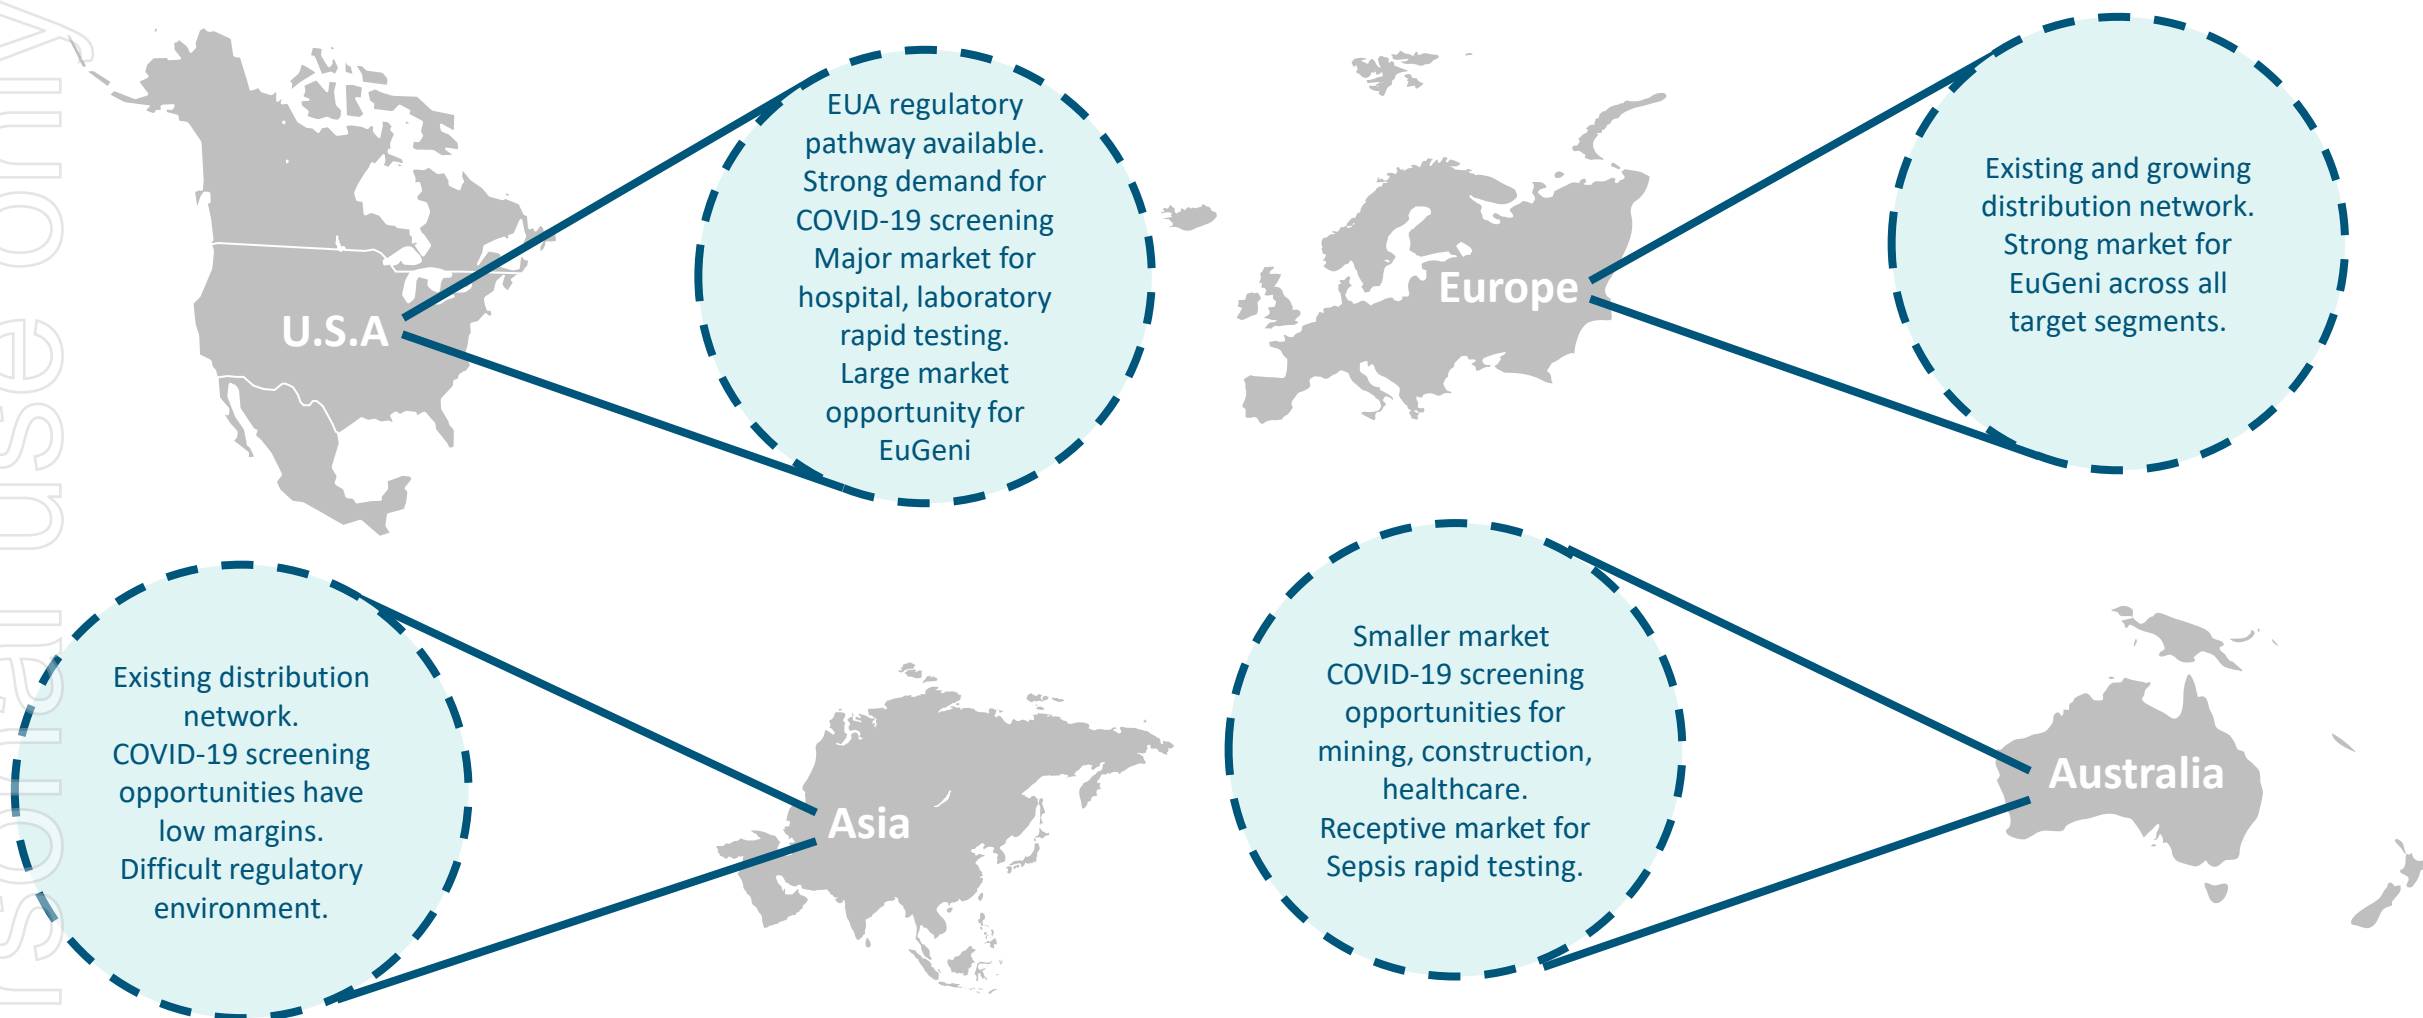 EUA regulatory
pathway available.
Strong demand for
COVID-19 screening
Major market for
hospital, laboratory
rapid testing.
Large market
opportunity for
EuGeni
U.S.A
Existing and growing
distribution network.
Strong market for
EuGeni across all
target segments.
Europe
Existing distribution
network.
COVID-19 screening
opportunities have
low margins.
Difficult regulatory
environment.
Asia
Smaller market
COVID-19 screening
opportunities for
mining, construction,
healthcare.
Receptive market for
Sepsis rapid testing.
Australia
rsonal use only